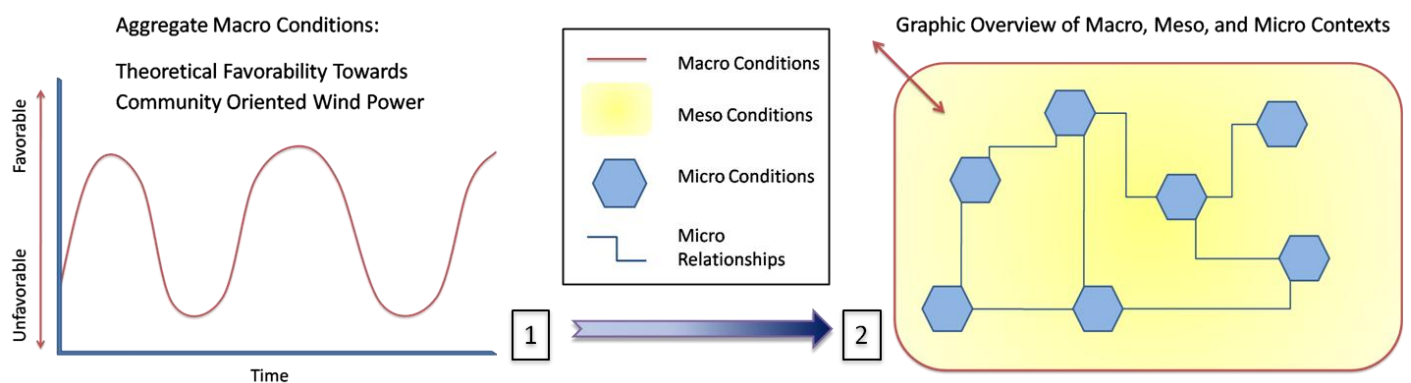 Aggregate Macro Conditions:
Theoretical Favorability Towards
Community Oriented Wind Power
Favorable
Unfavorable
Time
Macro Conditions
Meso Conditions
Micro Conditions
Micro
Relationships
1
2
Graphic Overview of Macro, Meso, and Micro Contexts